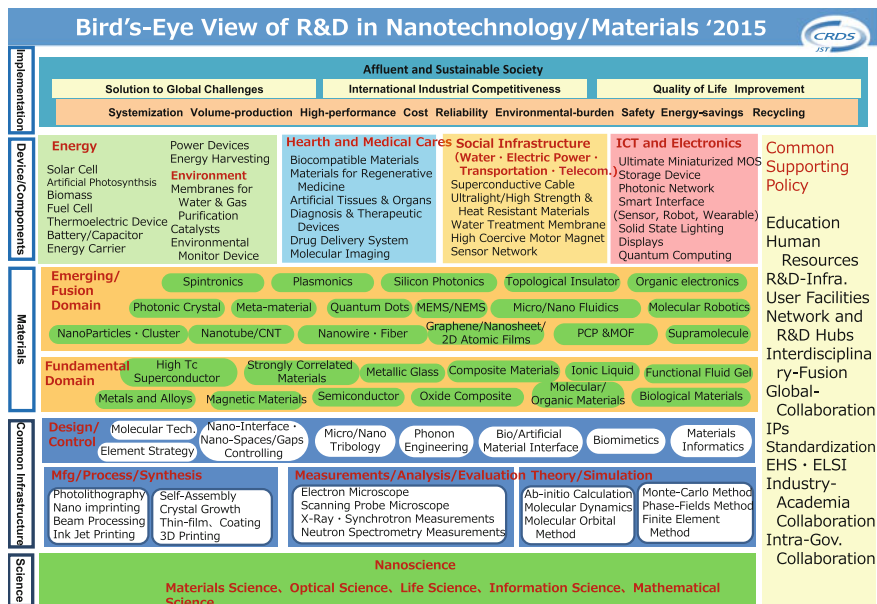 Bird's-Eye View of R&D in Nanotechnology/Materials '2015
CRDS
JST
Implementation
Affluent and Sustainable Society
Solution to Global Challenges
International Industrial Competitiveness
Quality of Life Improvement
Systemization Volume-production High-performance Cost Reliability Environmental-burden Safety Energy-savings Recycling
Device/Components
Energy
Solar Cell
Artificial Photosynthsis
Biomass
Fuel Cell
Thermoelectric Device
Battery/Capacitor
Energy Carrier
Power Devices
Energy Harvesting
Environment
Membranes for
Water & Gas
Purification
Catalysts
Environmental
Monitor Device
Hearth and Medical Cares
Biocompatible Materials
Materials for Regenerative
Medicine
Artificial Tissues & Organs
Diagnosis & Therapeutic
Devices
Drug Delivery System
Molecular Imaging
Social Infrastructure
(Water・Electric Power・
Transportation・Telecom.)
Superconductive Cable
Ultralight/High Strength &
Heat Resistant Materials
Water Treatment Membrane
High Coercive Motor Magnet
Sensor Network
ICT and Electronics
Ultimate Miniaturized MOS
Storage Device
Photonic Network
Smart Interface
(Sensor, Robot, Wearable)
Solid State Lighting
Displays
Quantum Computing
Common
Supporting
Policy
Education
Human
Resources
R&D-Infra.
User Facilities
Network and
R&D Hubs
Interdisciplina
ry-Fusion
Global-
Collaboration
IPs
Standardization
EHS・ELSI
Industry-
Academia
Collaboration
Intra-Gov.
Collaboration
Materials
Emerging/
Fusion
Domain
Spintronics
Plasmonics
Silicon Photonics
Topological Insulator
Organic electronics
Photonic Crystal
Meta-material
Quantum Dots
MEMS/NEMS
Micro/Nano Fluidics
Molecular Robotics
NanoParticles・Cluster
Nanotube/CNT
Nanowire・Fiber
Graphene/Nanosheet/
2D Atomic Films
PCP &MOF
Supramolecule
Fundamental
Domain
High Tc
Superconductor
Strongly Correlated
Materials
Metallic Glass
Composite Materials
Ionic Liquid
Functional Fluid Gel
Metals and Alloys
Magnetic Materials
Semiconductor
Oxide Composite
Molecular/
Organic Materials
Biological Materials
Common Infrastructure
Design/
Control
Molecular Tech.
Element Strategy
Nano-Interface・
Nano-Spaces/Gaps
Controlling
Micro/Nano
Tribology
Phonon
Engineering
Bio/Artificial
Material Interface
Biomimetics
Materials
Informatics
Mfg/Process/Synthesis
Photolithography
Nano imprinting
Beam Processing
Ink Jet Printing
Self-Assembly
Crystal Growth
Thin-film、Coating
3D Printing
Measurements/Analysis/Evaluation
Electron Microscope
Scanning Probe Microscope
X-Ray・Synchrotron Measurements
Neutron Spectrometry Measurements
Theory/Simulation
Ab-initio Calculation
Molecular Dynamics
Molecular Orbital
Method
Monte-Carlo Method
Phase-Fields Method
Finite Element
Method
Science
Nanoscience
Materials Science、Optical Science、Life Science、Information Science、Mathematical
Science